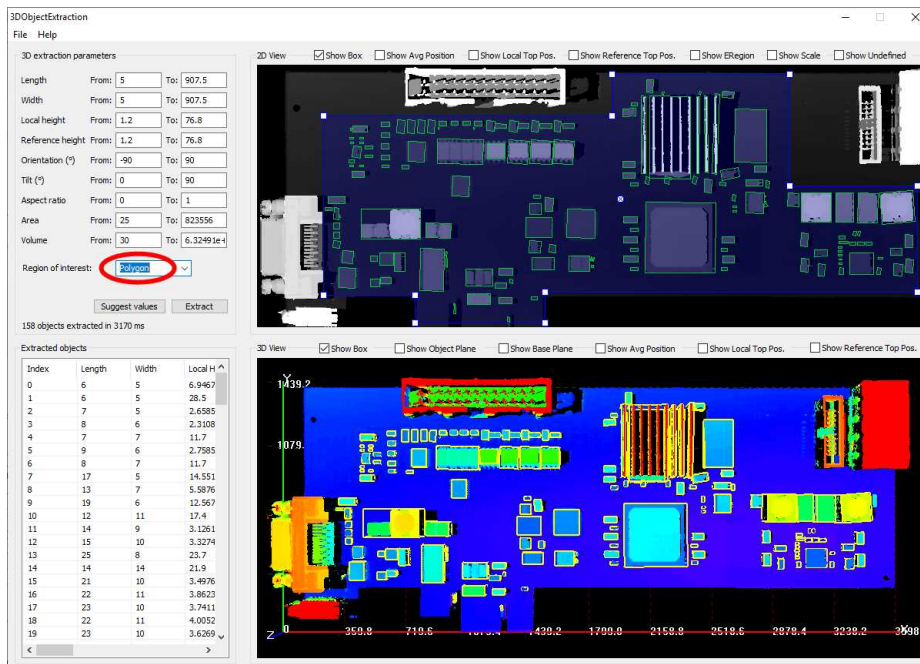 3DObjectExtraction
File Help
3D extraction parameters
Length From: 5 To: 907.5
Width From: 5 To: 907.5
Local height From: 1.2 To: 76.8
Reference height From: 1.2 To: 76.8
Orientation (°) From: -90 To: 90
Tilt (°) From: 0 To: 90
Aspect ratio From: 0 To: 1
Area From: 25 To: 823556
Volume From: 30 To: 6.32491e+
Region of interest: Polygon
Suggest values Extract
158 objects extracted in 3170 ms
2D View Show Box Show Avg Position Show Local Top Pos. Show Reference Top Pos. Show ERegion Show Scale Show Undefined
Extracted objects
Index Length Width Local H
0 6 5 6.9467
1 6 5 28.5
2 7 5 2.6585
3 8 6 2.3108
4 7 7 11.7
5 9 6 2.7585
6 8 7 11.7
7 17 5 14.551
8 13 7 5.5876
9 19 6 12.567
10 12 11 17.4
11 14 9 3.1261
12 15 10 3.3274
13 25 8 23.7
14 14 14 21.9
15 21 10 3.4976
16 22 11 3.8623
17 23 10 3.7411
18 22 11 4.0052
19 23 10 3.6269
3D View Show Box Show Object Plane Show Base Plane Show Avg Position Show Local Top Pos. Show Reference Top Pos.
Y
1439.2
1079.
0
Z
359.8 719.6 1439.2 1799.0 2158.8 2518.6 2878.4 3238.2 3598
X